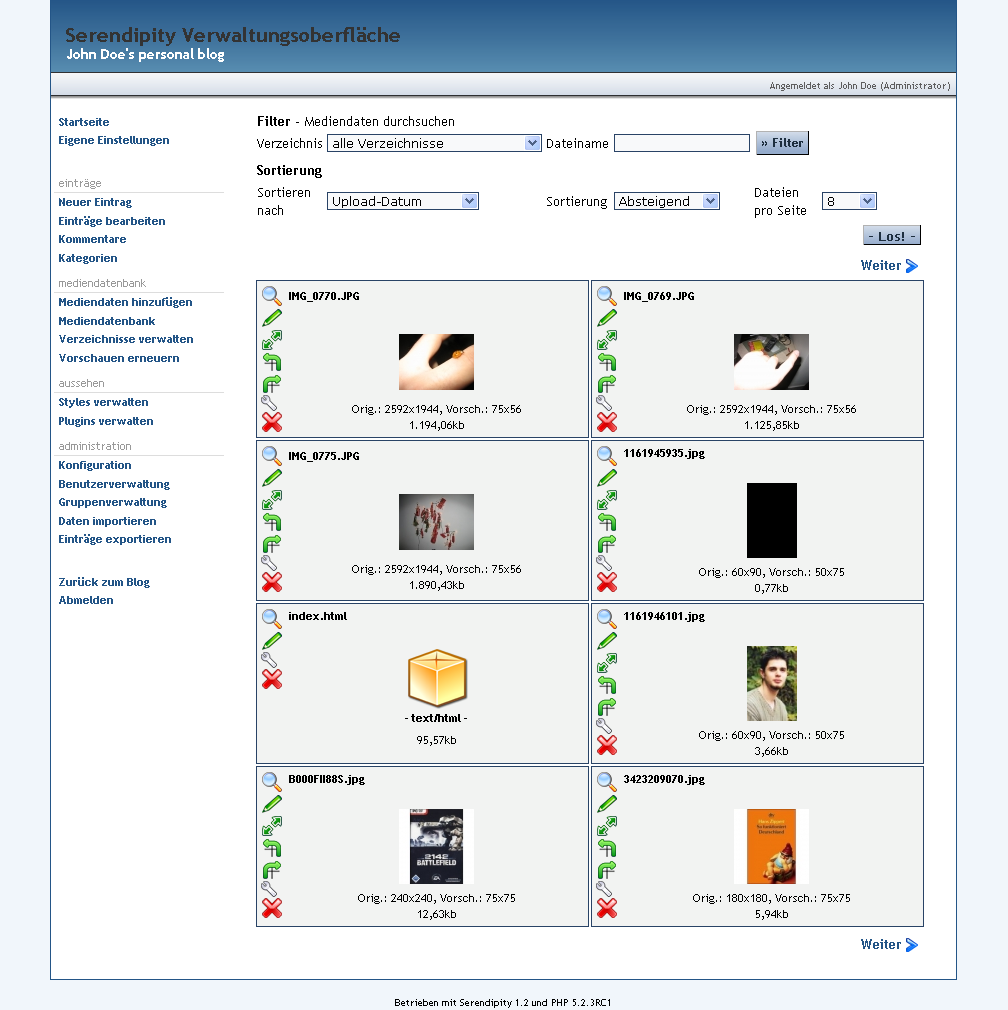 Serendipity Verwaltungsoberfläche
John Doe's personal blog
Angemeldet als John Doe (Administrator)
Startseite
Eigene Einstellungen
einträge
Neuer Eintrag
Einträge bearbeiten
Kommentare
Kategorien
mediendatenbank
Mediendaten hinzufügen
Mediendatenbank
Verzeichnisse verwalten
Vorschauen erneuern
aussehen
Styles verwalten
Plugins verwalten
administration
Konfiguration
Benutzerverwaltung
Gruppenverwaltung
Daten importieren
Einträge exportieren
Zurück zum Blog
Abmelden
Filter - Mediendaten durchsuchen
Verzeichnis alle Verzeichnisse Dateiname » Filter
Sortierung
Sortieren nach Upload-Datum Sortierung Absteigend Dateien pro Seite 8
- Los! -
Weiter
IMG_0770.JPG
Orig.: 2592x1944, Vorsch.: 75x56
1.194,06kb
IMG_0769.JPG
Orig.: 2592x1944, Vorsch.: 75x56
1.125,85kb
IMG_0775.JPG
Orig.: 2592x1944, Vorsch.: 75x56
1.890,43kb
1161945935.jpg
Orig.: 60x90, Vorsch.: 50x75
0,77kb
index.html
- text/html -
95,57kb
1161946101.jpg
Orig.: 60x90, Vorsch.: 50x75
3,66kb
B000FII88S.jpg
2142
BATTLEFIELD
Orig.: 240x240, Vorsch.: 75x75
12,63kb
3423209070.jpg
Deutschland
Orig.: 180x180, Vorsch.: 75x75
5,94kb
Weiter
Betrieben mit Serendipity 1.2 und PHP 5.2.3RC1